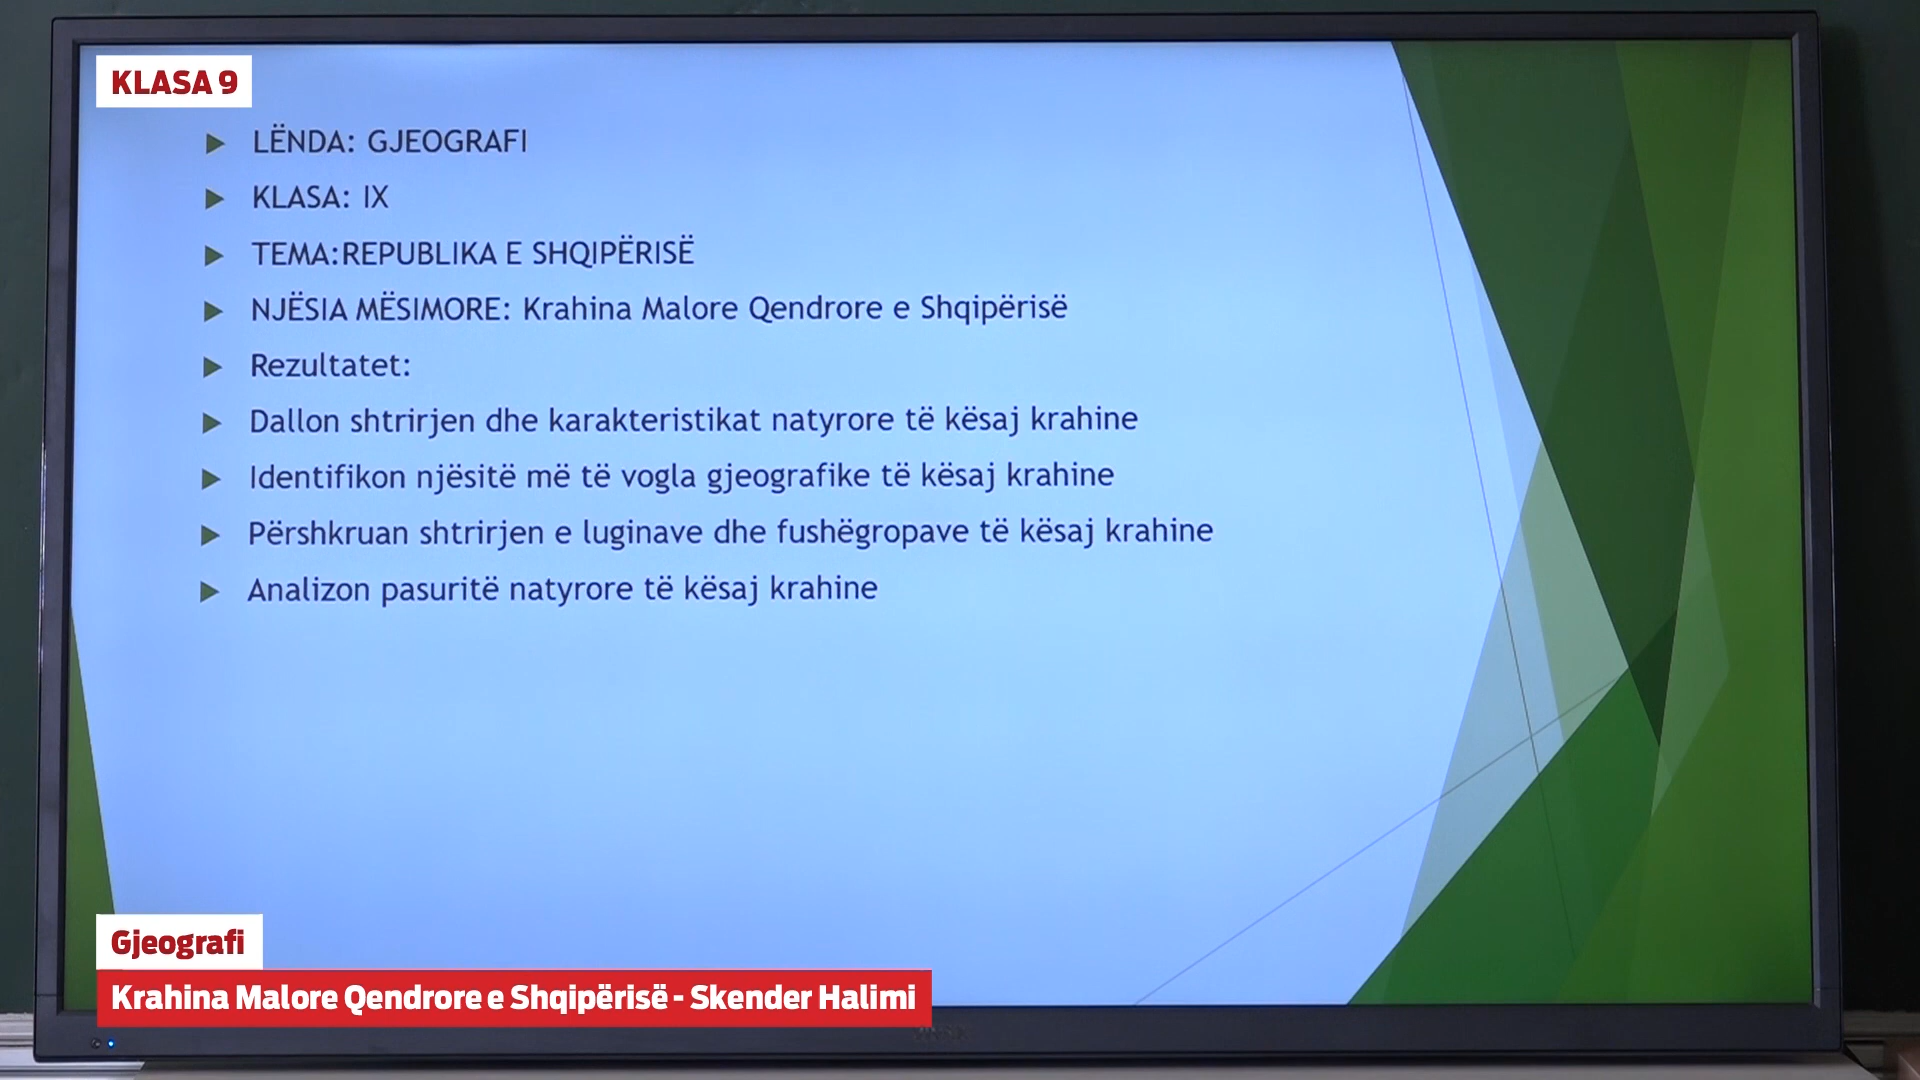 KLASA 9
LËNDA: GJEOGRAFI
KLASA: IX
TEMA:REPUBLIKA E SHQIPËRISË
NJËSIA MËSIMORE: Krahina Malore Qendrore e Shqipërisë
Rezultatet:
Dallon shtrirjen dhe karakteristikat natyrore të kësaj krahine
Identifikon njësitë më të vogla gjeografike të kësaj krahine
Përshkruan shtrirjen e luginave dhe fushëgropave të kësaj krahine
Analizon pasuritë natyrore të kësaj krahine
Gjeografi
Krahina Malore Qendrore e Shqipërisë - Skender Halimi